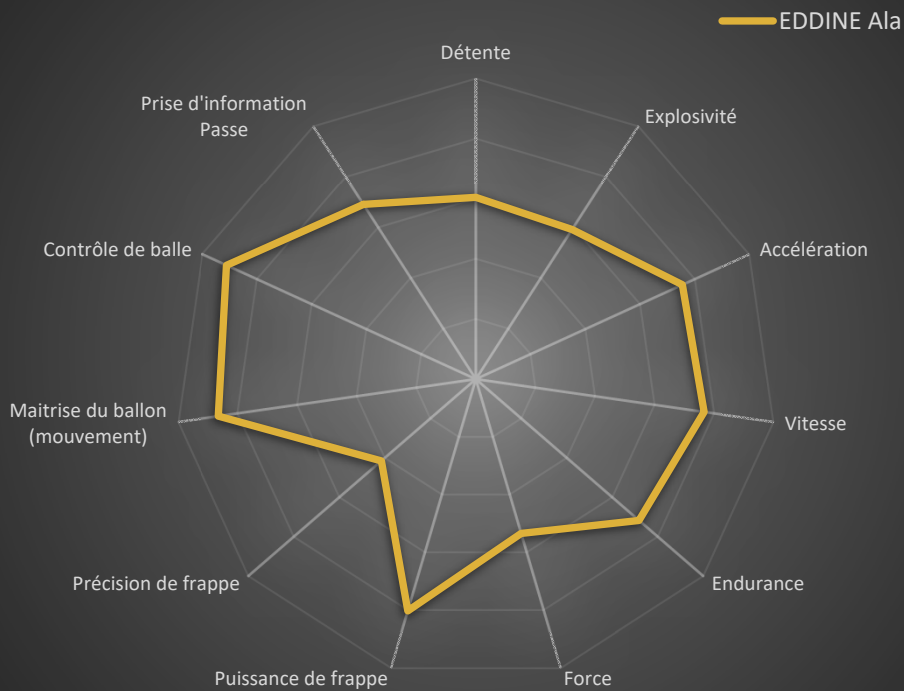 EDDINE Ala
Détente
Explosivité
Accélération
Vitesse
Endurance
Force
Puissance de frappe
Précision de frappe
Maitrise du ballon
(mouvement)
Contrôle de balle
Prise d'information
Passe